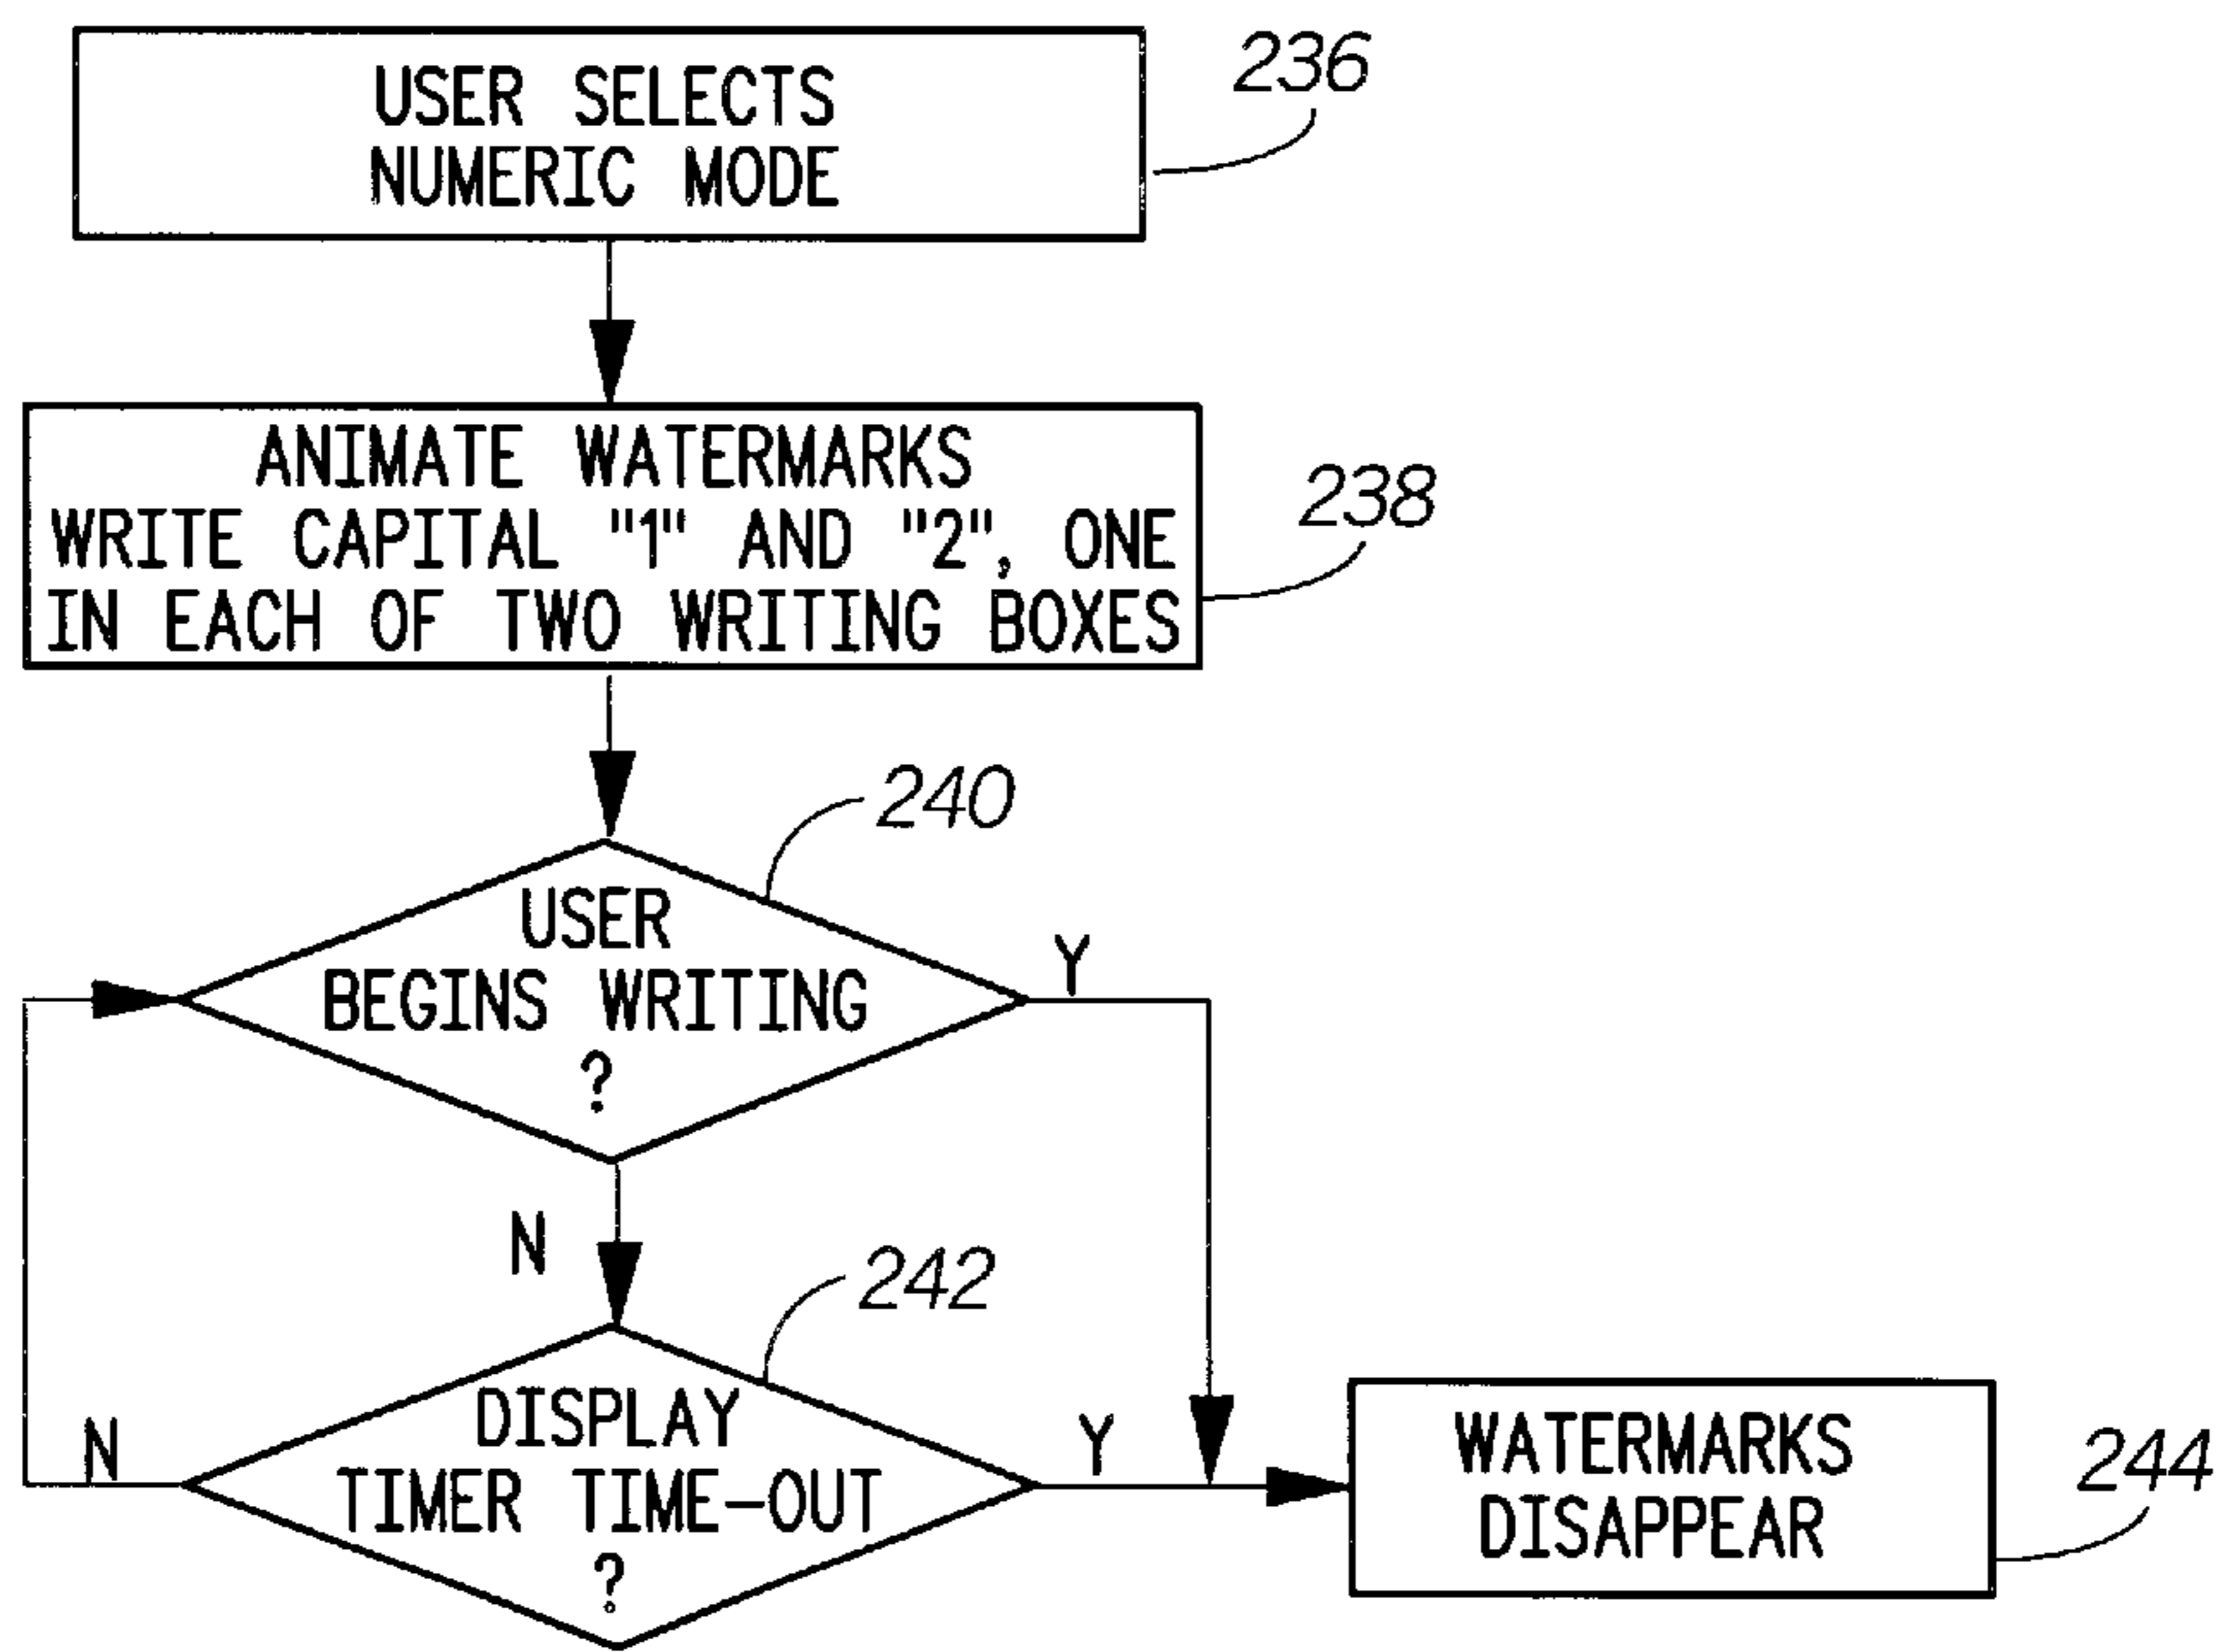 USER SELECTS
NUMERIC MODE
236
ANIMATE WATERMARKS
WRITE CAPITAL "1" AND "2", ONE
IN EACH OF TWO WRITING BOXES
238
240
USER
BEGINS WRITING
?
Y
N
242
DISPLAY
TIMER TIME-OUT
?
N
Y
WATERMARKS
DISAPPEAR
244